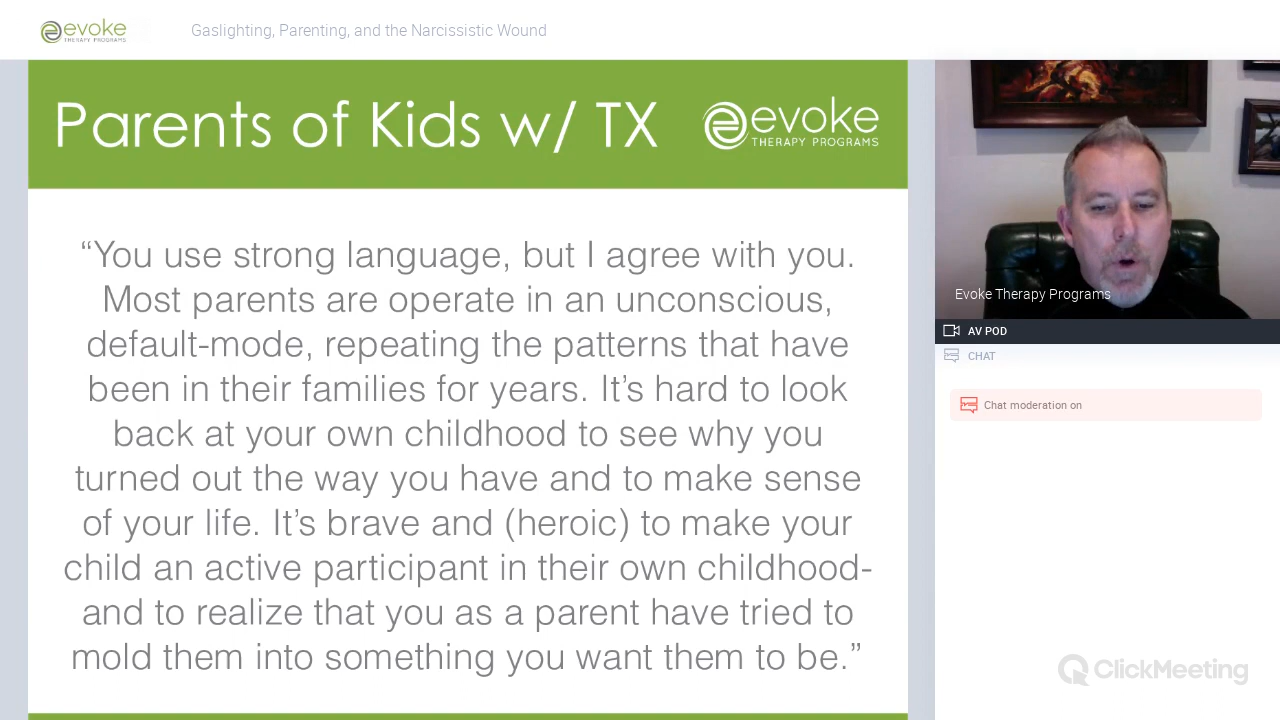 evoke
THERAPY PROGRAMS
Gaslighting, Parenting, and the Narcissistic Wound
Parents of Kids w/ TX
evoke
THERAPY PROGRAMS
“You use strong language, but I agree with you.
Most parents are operate in an unconscious,
default-mode, repeating the patterns that have
been in their families for years. It’s hard to look
back at your own childhood to see why you
turned out the way you have and to make sense
of your life. It’s brave and (heroic) to make your
child an active participant in their own childhood-
and to realize that you as a parent have tried to
mold them into something you want them to be.”
Evoke Therapy Programs
AV POD
CHAT
Chat moderation on
ClickMeeting